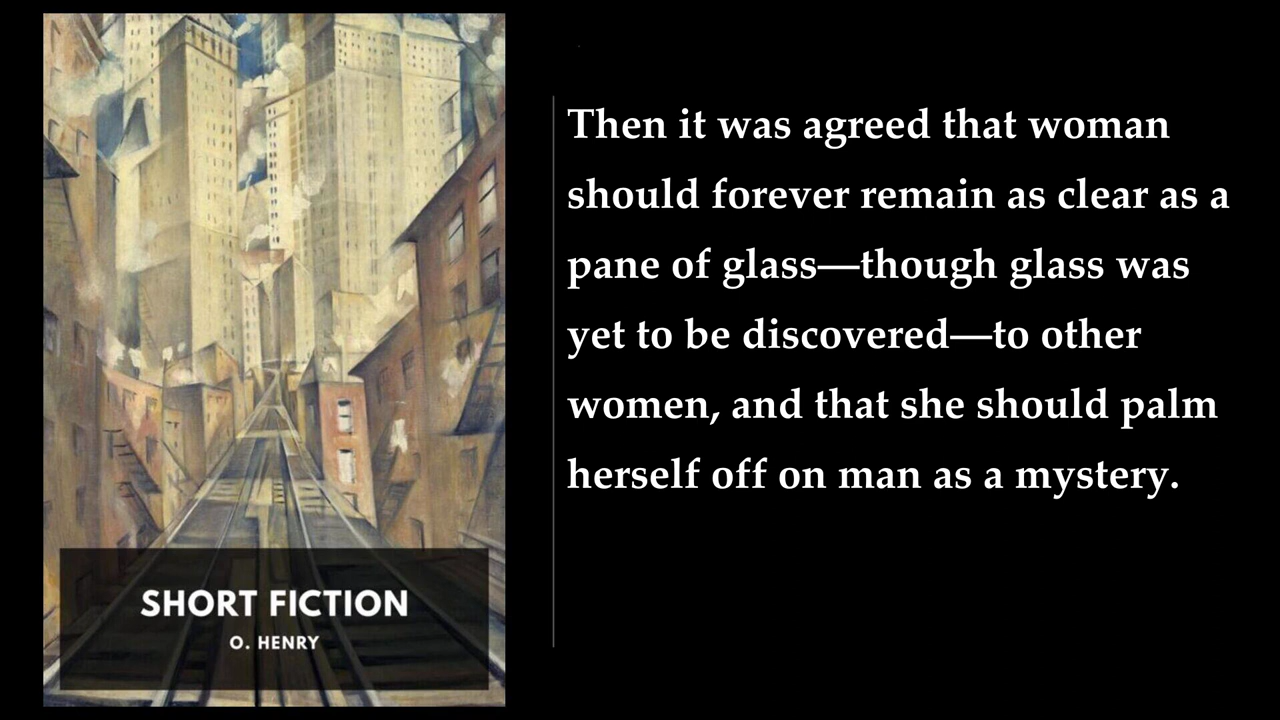 SHORT FICTION
O. HENRY
Then it was agreed that woman
should forever remain as clear as a
pane of glass—though glass was
yet to be discovered—to other
women, and that she should palm
herself off on man as a mystery.